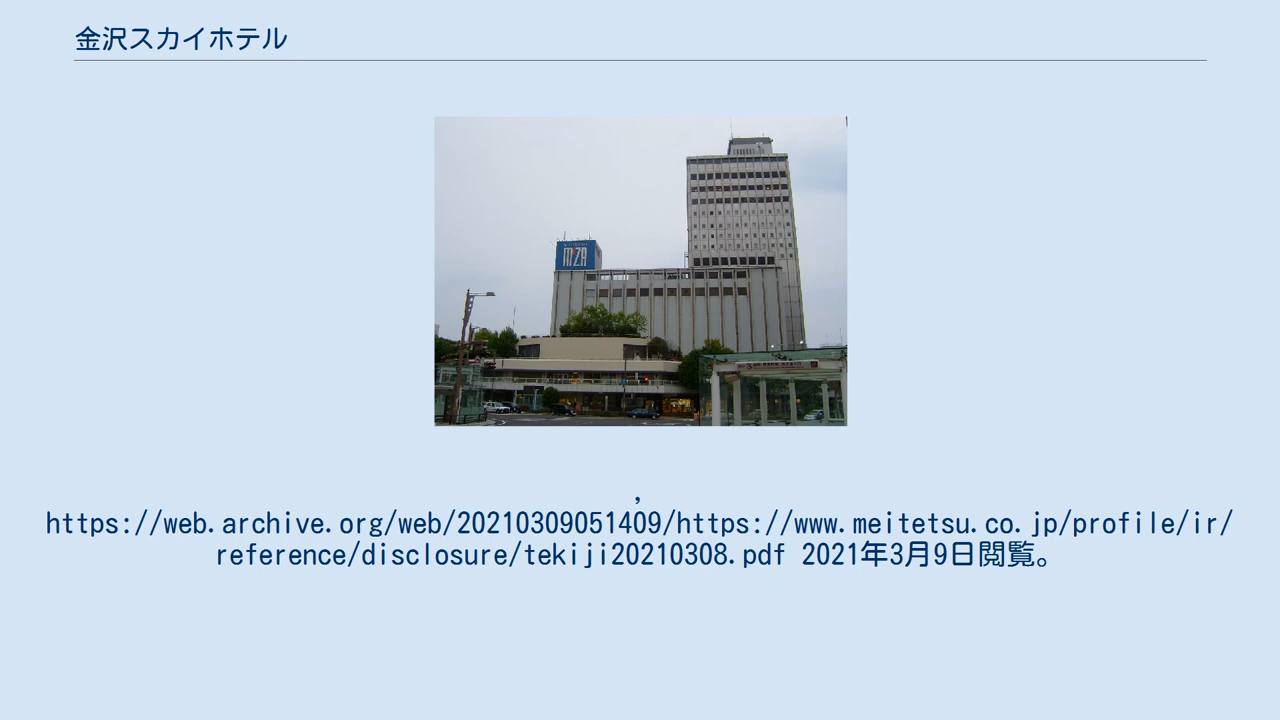 金沢スカイホテル
M'ZA
,
https://web.archive.org/web/20210309051409/https://www.meitetsu.co.jp/profile/ir/
reference/disclosure/tekiji20210308.pdf 2021年3月9日閲覧。